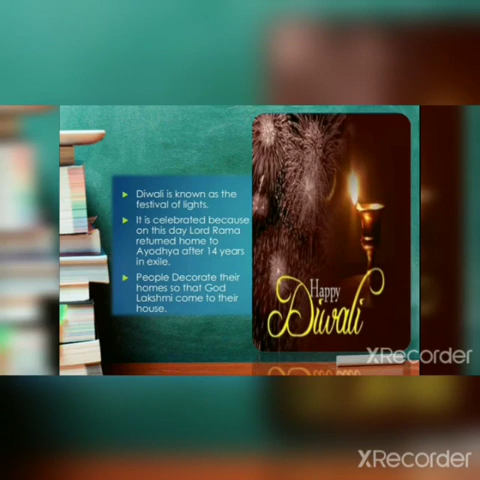 Diwali is known as the
festival of lights.
It is celebrated because
on this day Lord Rama
returned home to
Ayodhya after 14 years
in exile.
People Decorate their
homes so that God
Lakshmi come to their
house.
Happy
Diwali
XRecorder
XRecorder